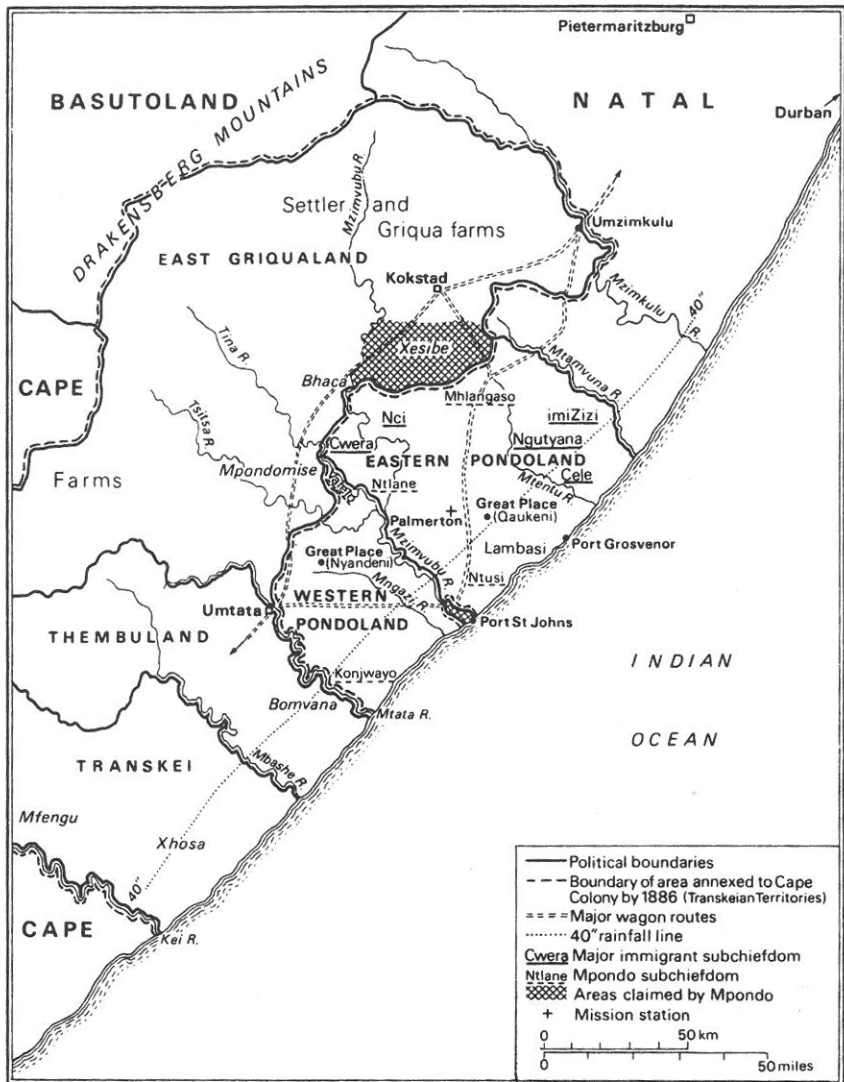 Pietermaritzburg
BASUTOLAND
NATAL
Durban
DRAKENSBERG MOUNTAINS
Mzimvubu R.
Settler and
Griqua farms
Umzimkulu
EAST GRIQUALAND
Kokstad
Mzimkulu
R.
40"
Tina R.
Xesibe
Mtamvuna R.
CAPE
Bhaca
Mhlangaso
Tsitsa R.
Nci
imiZizi
Cwera
Ngutyana
Farms
Mpondomise
EASTERN PONDOLAND
Cele
Ntlane
Mtentu R.
Great Place
(Qaukeni)
Palmerton
Mzimvubu R.
Lambasi
Port Grosvenor
Great Place
(Nyandeni)
Ntusi
Mngazi R.
WESTERN
PONDOLAND
Umtata
Port St Johns
THEMBULAND
Konjwayo
INDIAN
OCEAN
Bomvana
Mtata R.
TRANSKEI
Mbashe R.
Mfengu
Xhosa
40"
CAPE
Kei R.
Political boundaries
Boundary of area annexed to Cape
Colony by 1886 (Transkeian Territories)
Major wagon routes
40" rainfall line
Cwera Major immigrant subchiefdom
Ntlane Mpondo subchiefdom
Areas claimed by Mpondo
+ Mission station
0 50 km
0 50 miles